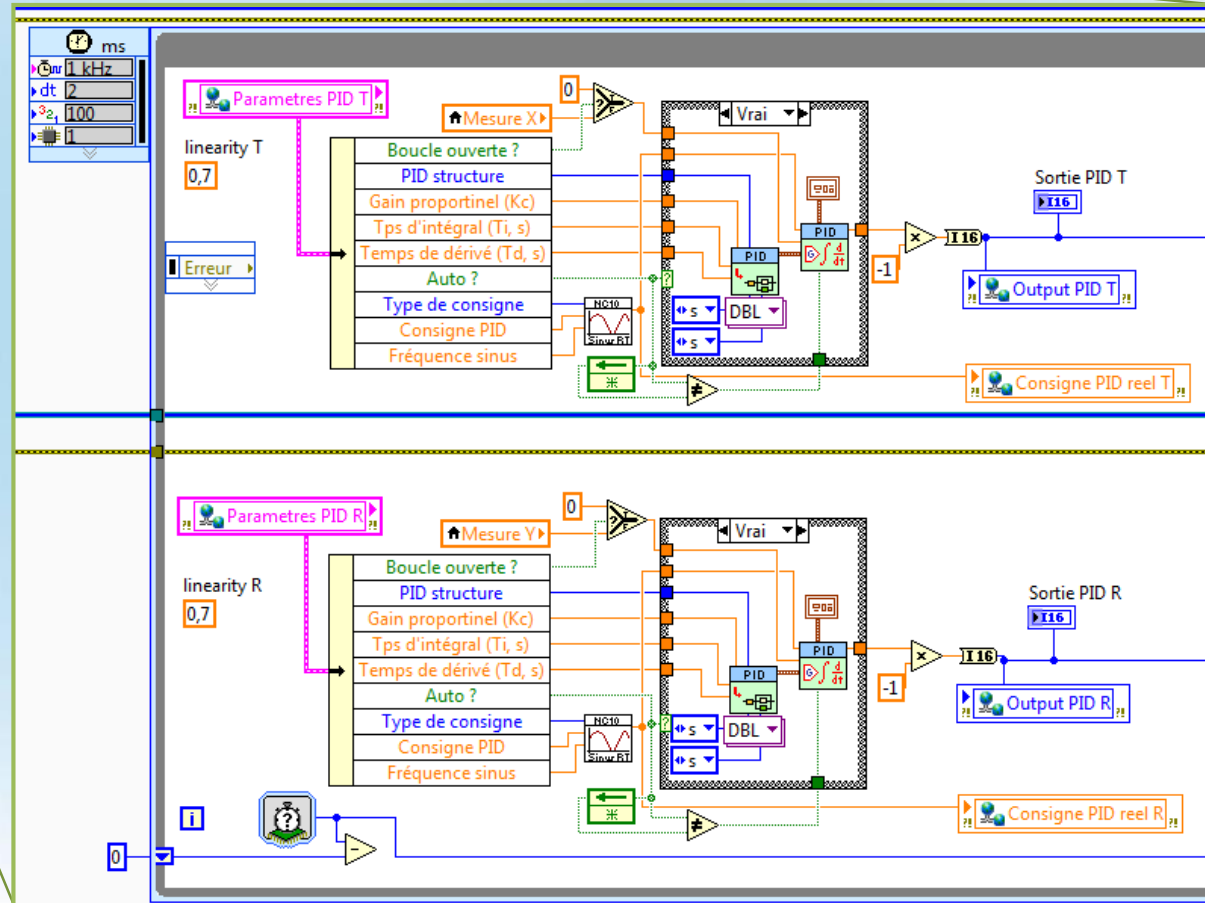 ms
1 kHz
dt 2
100
1
Parametres PID T
0
Mesure X
Vrai
linearity T
0,7
Boucle ouverte ?
PID structure
Gain proportinel (Kc)
Tps d'intégral (Ti, s)
Temps de dérivé (Td, s)
Auto ?
Type de consigne
Consigne PID
Fréquence sinus
Erreur
NC10
Sinur RT
PID
PID
s
DBL
s
-1
I16
Sortie PID T
I16
Output PID T
Consigne PID reel T
Parametres PID R
0
Mesure Y
Vrai
linearity R
0,7
Boucle ouverte ?
PID structure
Gain proportinel (Kc)
Tps d'intégral (Ti, s)
Temps de dérivé (Td, s)
Auto ?
Type de consigne
Consigne PID
Fréquence sinus
NC10
Sinur RT
PID
PID
s
DBL
s
-1
I16
Sortie PID R
I16
Output PID R
Consigne PID reel R
i
0